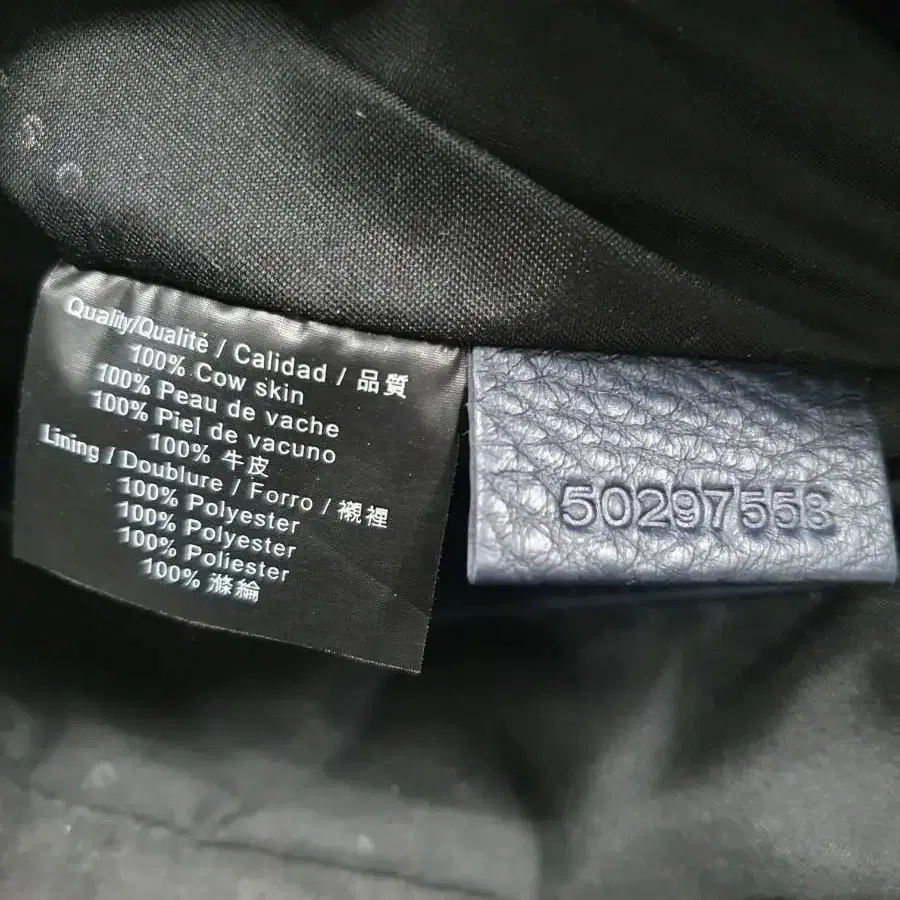 Quality/Qualité / Calidad / 品質
100% Cow skin
100% Peau de vache
100% Piel de vacuno
100% 牛皮
Lining / Doublure / Forro / 襯裡
100% Polyester
100% Polyester
100% Poliester
100% 滌綸
50297558